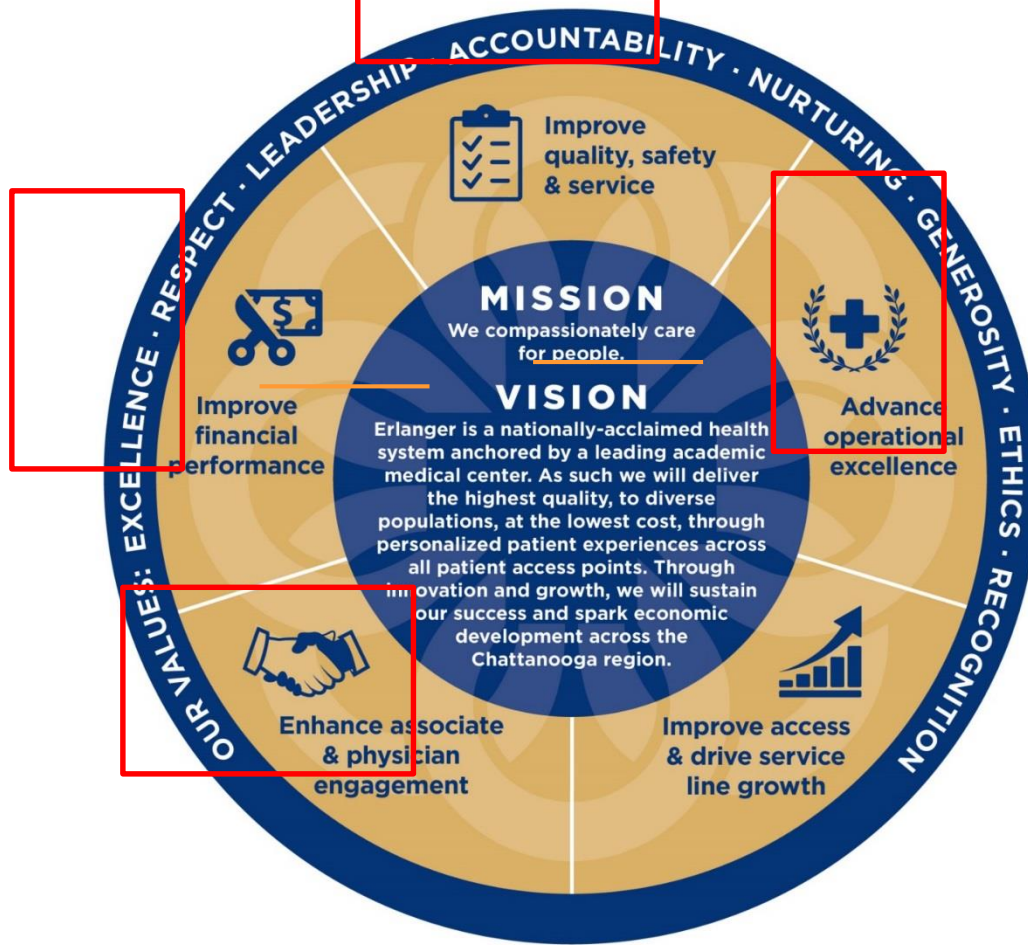 OUR VALUES: EXCELLENCE · RESPECT · LEADERSHIP · ACCOUNTABILITY · NURTURING · GENEROSITY · ETHICS · RECOGNITION
Improve
quality, safety
& service
$
Improve
financial
performance
MISSION
We compassionately care
for people.
VISION
Erlanger is a nationally-acclaimed health
system anchored by a leading academic
medical center. As such we will deliver
the highest quality, to diverse
populations, at the lowest cost, through
personalized patient experiences across
all patient access points. Through
innovation and growth, we will sustain
our success and spark economic
development across the
Chattanooga region.
Advance
operational
excellence
Enhance associate
& physician
engagement
Improve access
& drive service
line growth